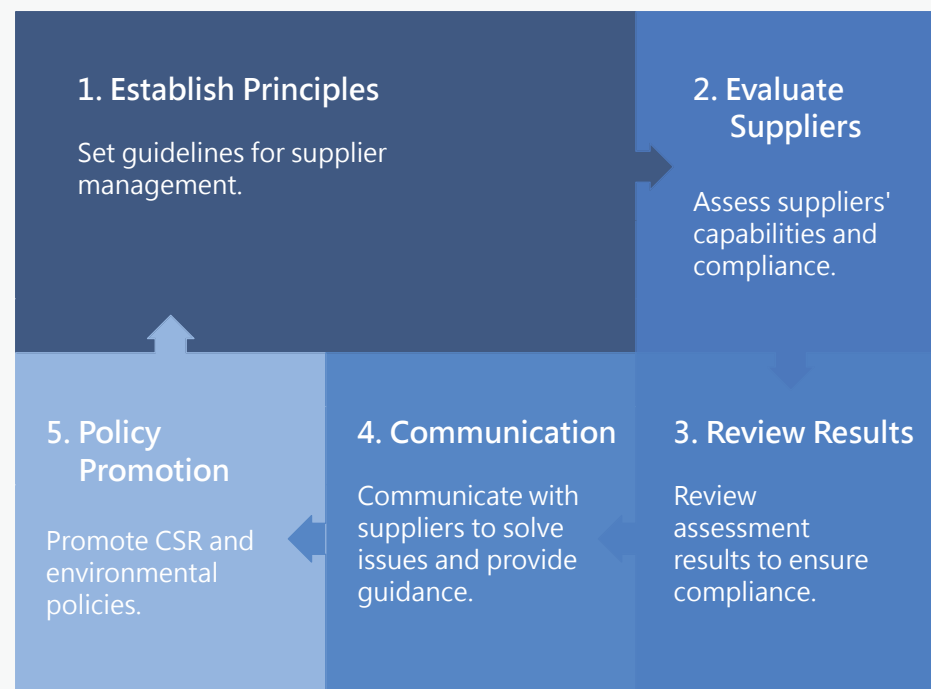 1. Establish Principles
Set guidelines for supplier
management.
2. Evaluate
Suppliers
Assess suppliers'
capabilities and
compliance.
3. Review Results
Review
assessment
results to ensure
compliance.
4. Communication
Communicate with
suppliers to solve
issues and provide
guidance.
5. Policy
Promotion
Promote CSR and
environmental
policies.